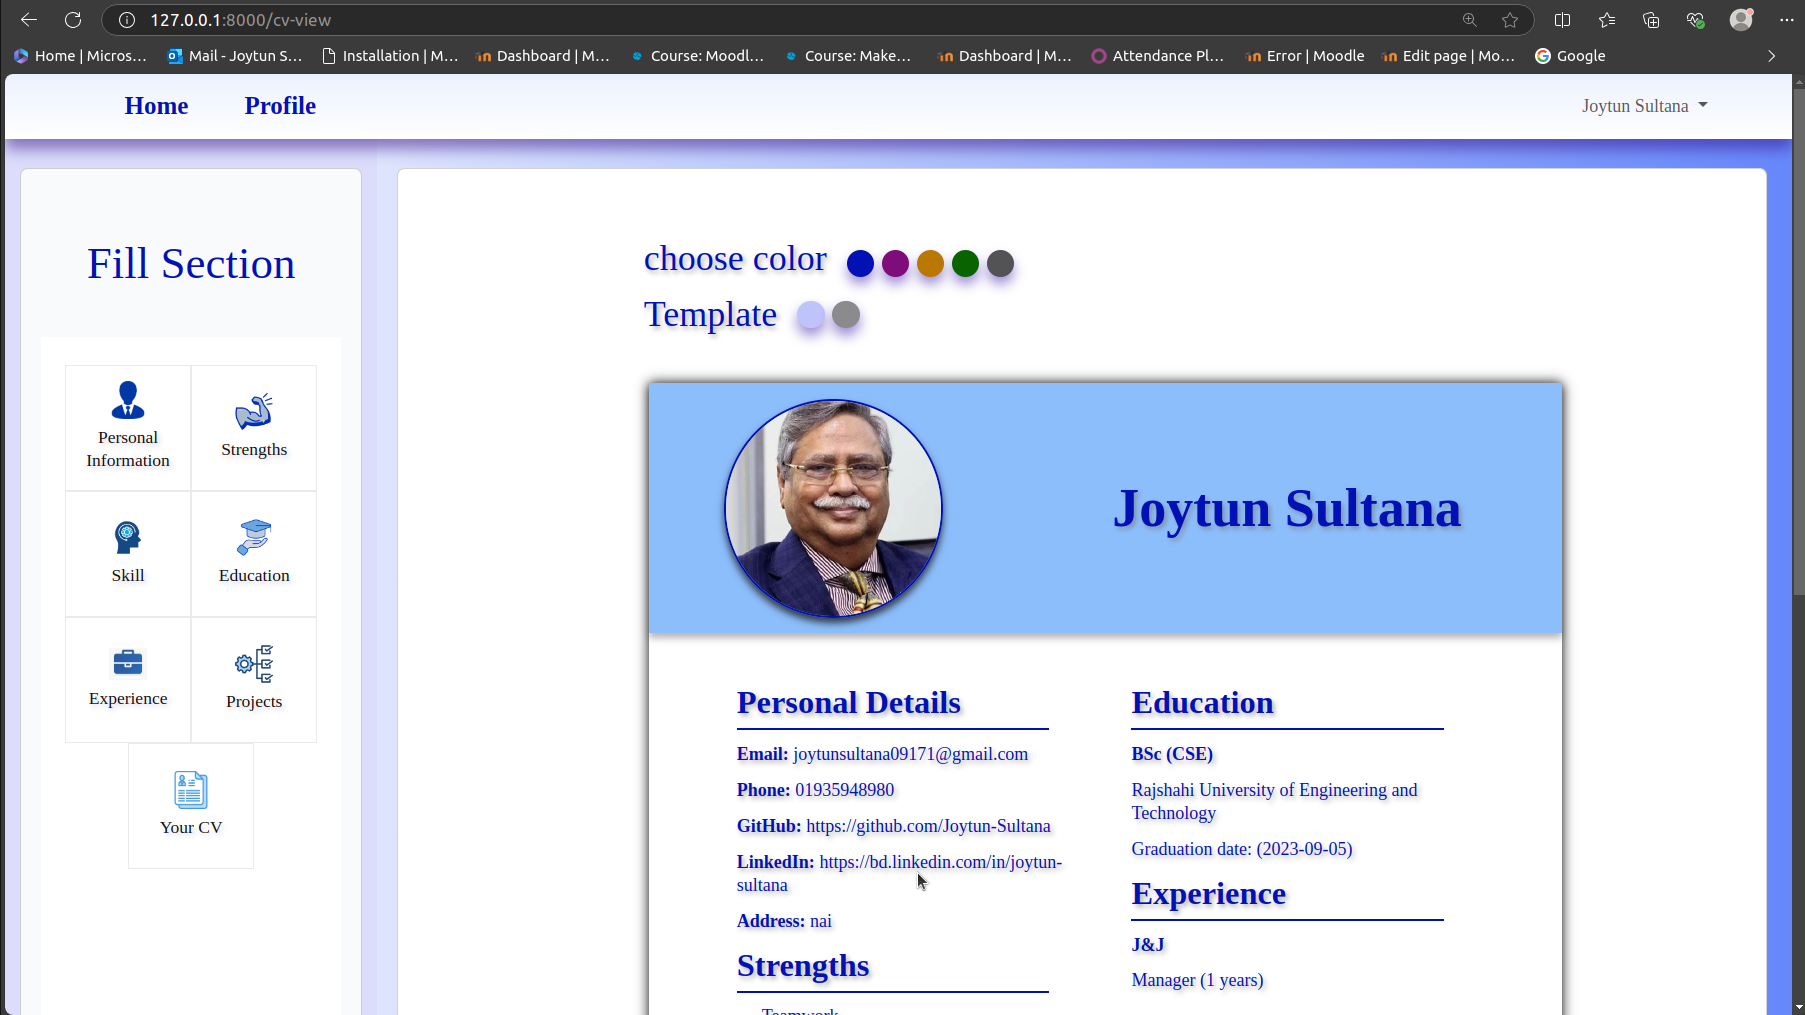 127.0.0.1:8000/cv-view
Home | Micros...
Mail - Joytun S...
Installation | M...
Dashboard | M...
Course: Moodl...
Course: Make...
Dashboard | M...
Attendance Pl...
Error | Moodle
Edit page | Mo...
Google
Home
Profile
Joytun Sultana
Fill Section
Personal
Information
Strengths
Skill
Education
Experience
Projects
Your CV
choose color
Template
Joytun Sultana
Personal Details
Email: joytunsultana09171@gmail.com
Phone: 01935948980
GitHub: https://github.com/Joytun-Sultana
LinkedIn: https://bd.linkedin.com/in/joytun-
sultana
Address: nai
Strengths
Teamwork
Education
BSc (CSE)
Rajshahi University of Engineering and
Technology
Graduation date: (2023-09-05)
Experience
J&J
Manager (1 years)